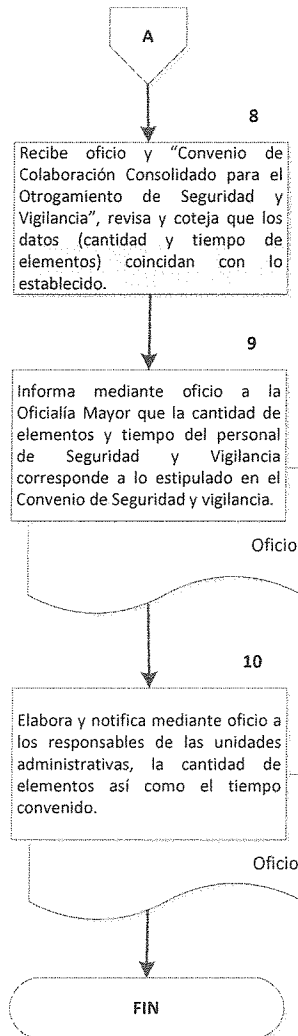 A
8
Recibe oficio y “Convenio de
Colaboración Consolidado para el
Otrogamiento de Seguridad y
Vigilancia”, revisa y coteja que los
datos (cantidad y tiempo de
elementos) coincidan con lo
establecido.
9
Informa mediante oficio a la
Oficialía Mayor que la cantidad de
elementos y tiempo del personal
de Seguridad y Vigilancia
corresponde a lo estipulado en el
Convenio de Seguridad y vigilancia.
Oficio
10
Elabora y notifica mediante oficio a
los responsables de las unidades
administrativas, la cantidad de
elementos así como el tiempo
convenido.
Oficio
FIN